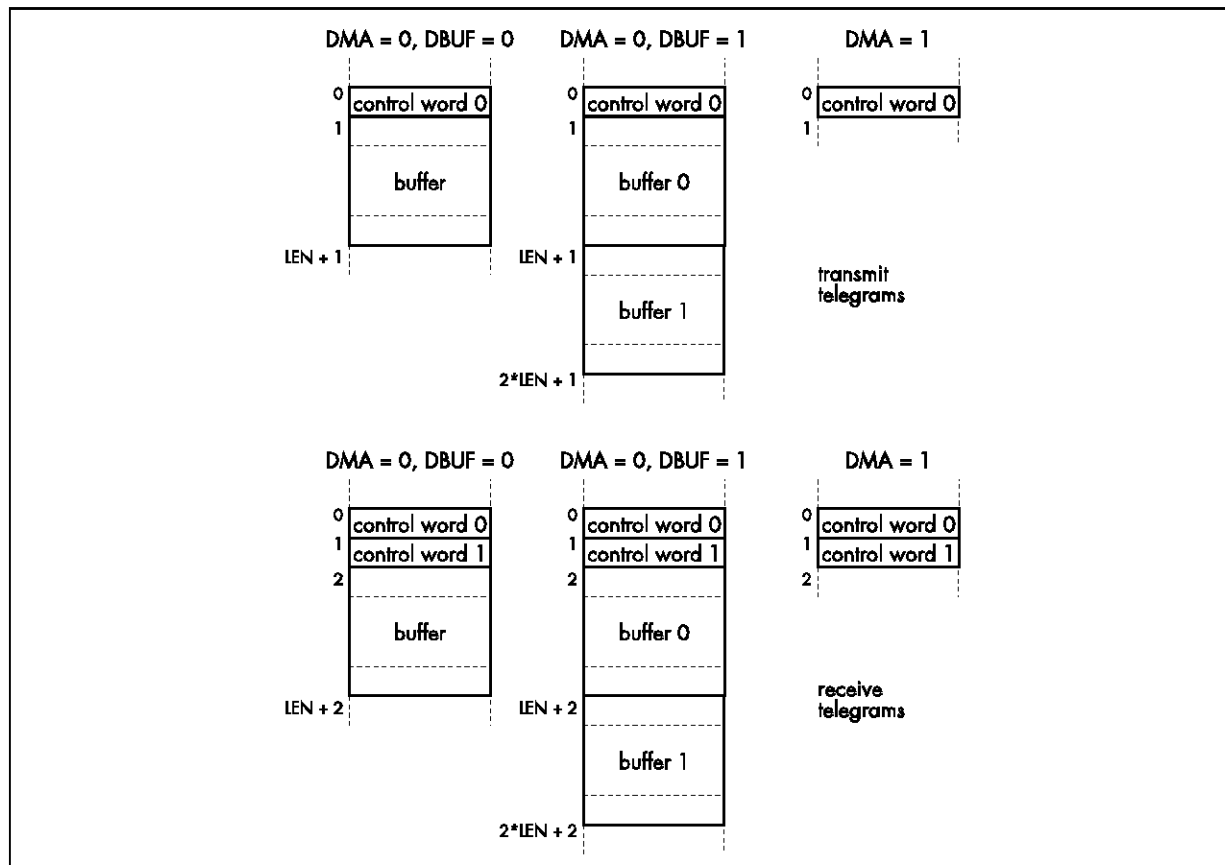 DMA = 0, DBUF = 0 DMA = 0, DBUF = 1 DMA = 1
0 control word 0 0 control word 0 0 control word 0
1 1 1
buffer buffer 0
LEN + 1 LEN + 1
transmit
telegrams
buffer 1
2*LEN + 1
DMA = 0, DBUF = 0 DMA = 0, DBUF = 1 DMA = 1
0 control word 0 0 control word 0 0 control word 0
1 control word 1 1 control word 1 1 control word 1
2 2 2
buffer buffer 0
LEN + 2 LEN + 2
receive
telegrams
buffer 1
2*LEN + 2